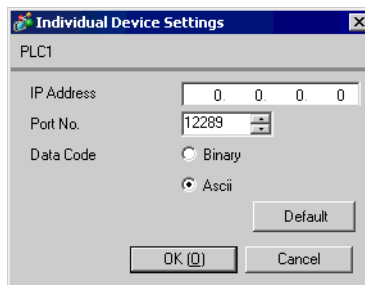 Individual Device Settings
PLC1
IP Address 0. 0. 0. 0
Port No. 12289
Data Code Binary
Ascii
Default
OK (O) Cancel